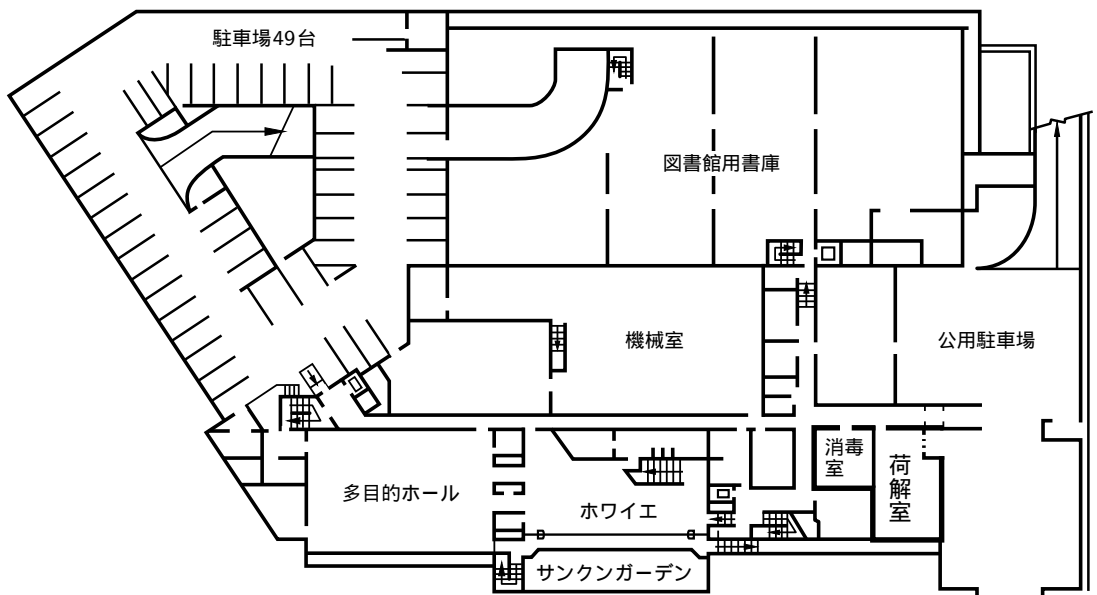 駐車場49台
図書館用書庫
機械室
公用駐車場
消毒
室
荷
解
室
多目的ホール
ホワイエ
サンクンガーデン